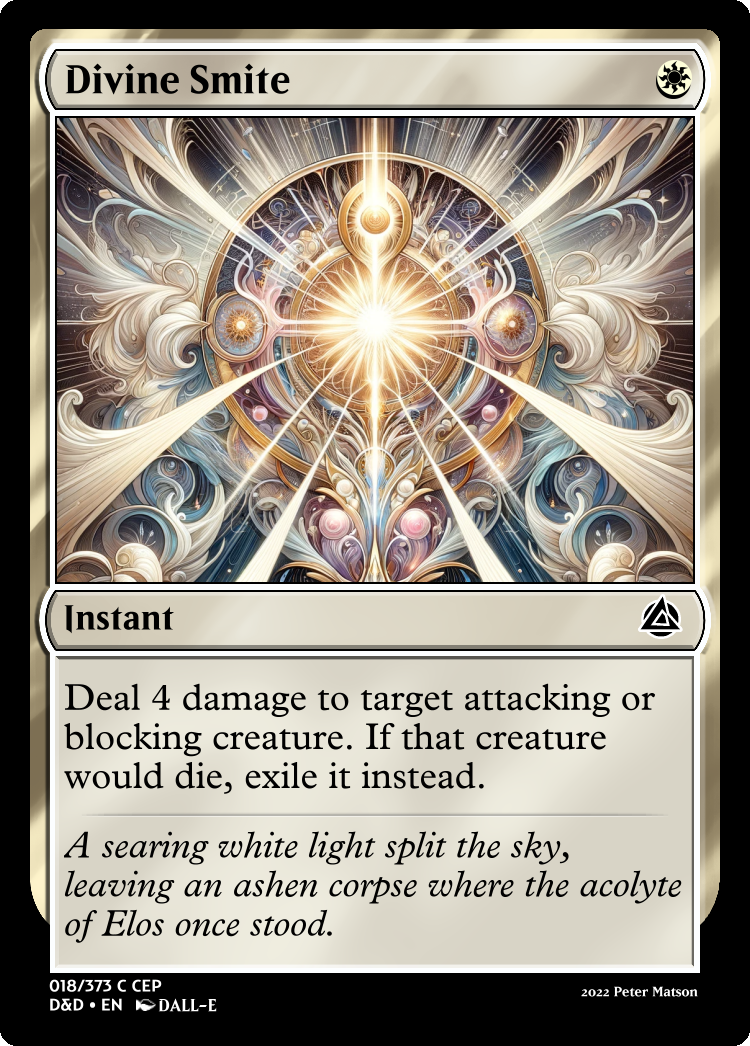 Divine Smite
Instant
Deal 4 damage to target attacking or
blocking creature. If that creature
would die, exile it instead.
A searing white light split the sky,
leaving an ashen corpse where the acolyte
of Elos once stood.
018/373 C CEP
D&D • EN DALL-E
2022 Peter Matson